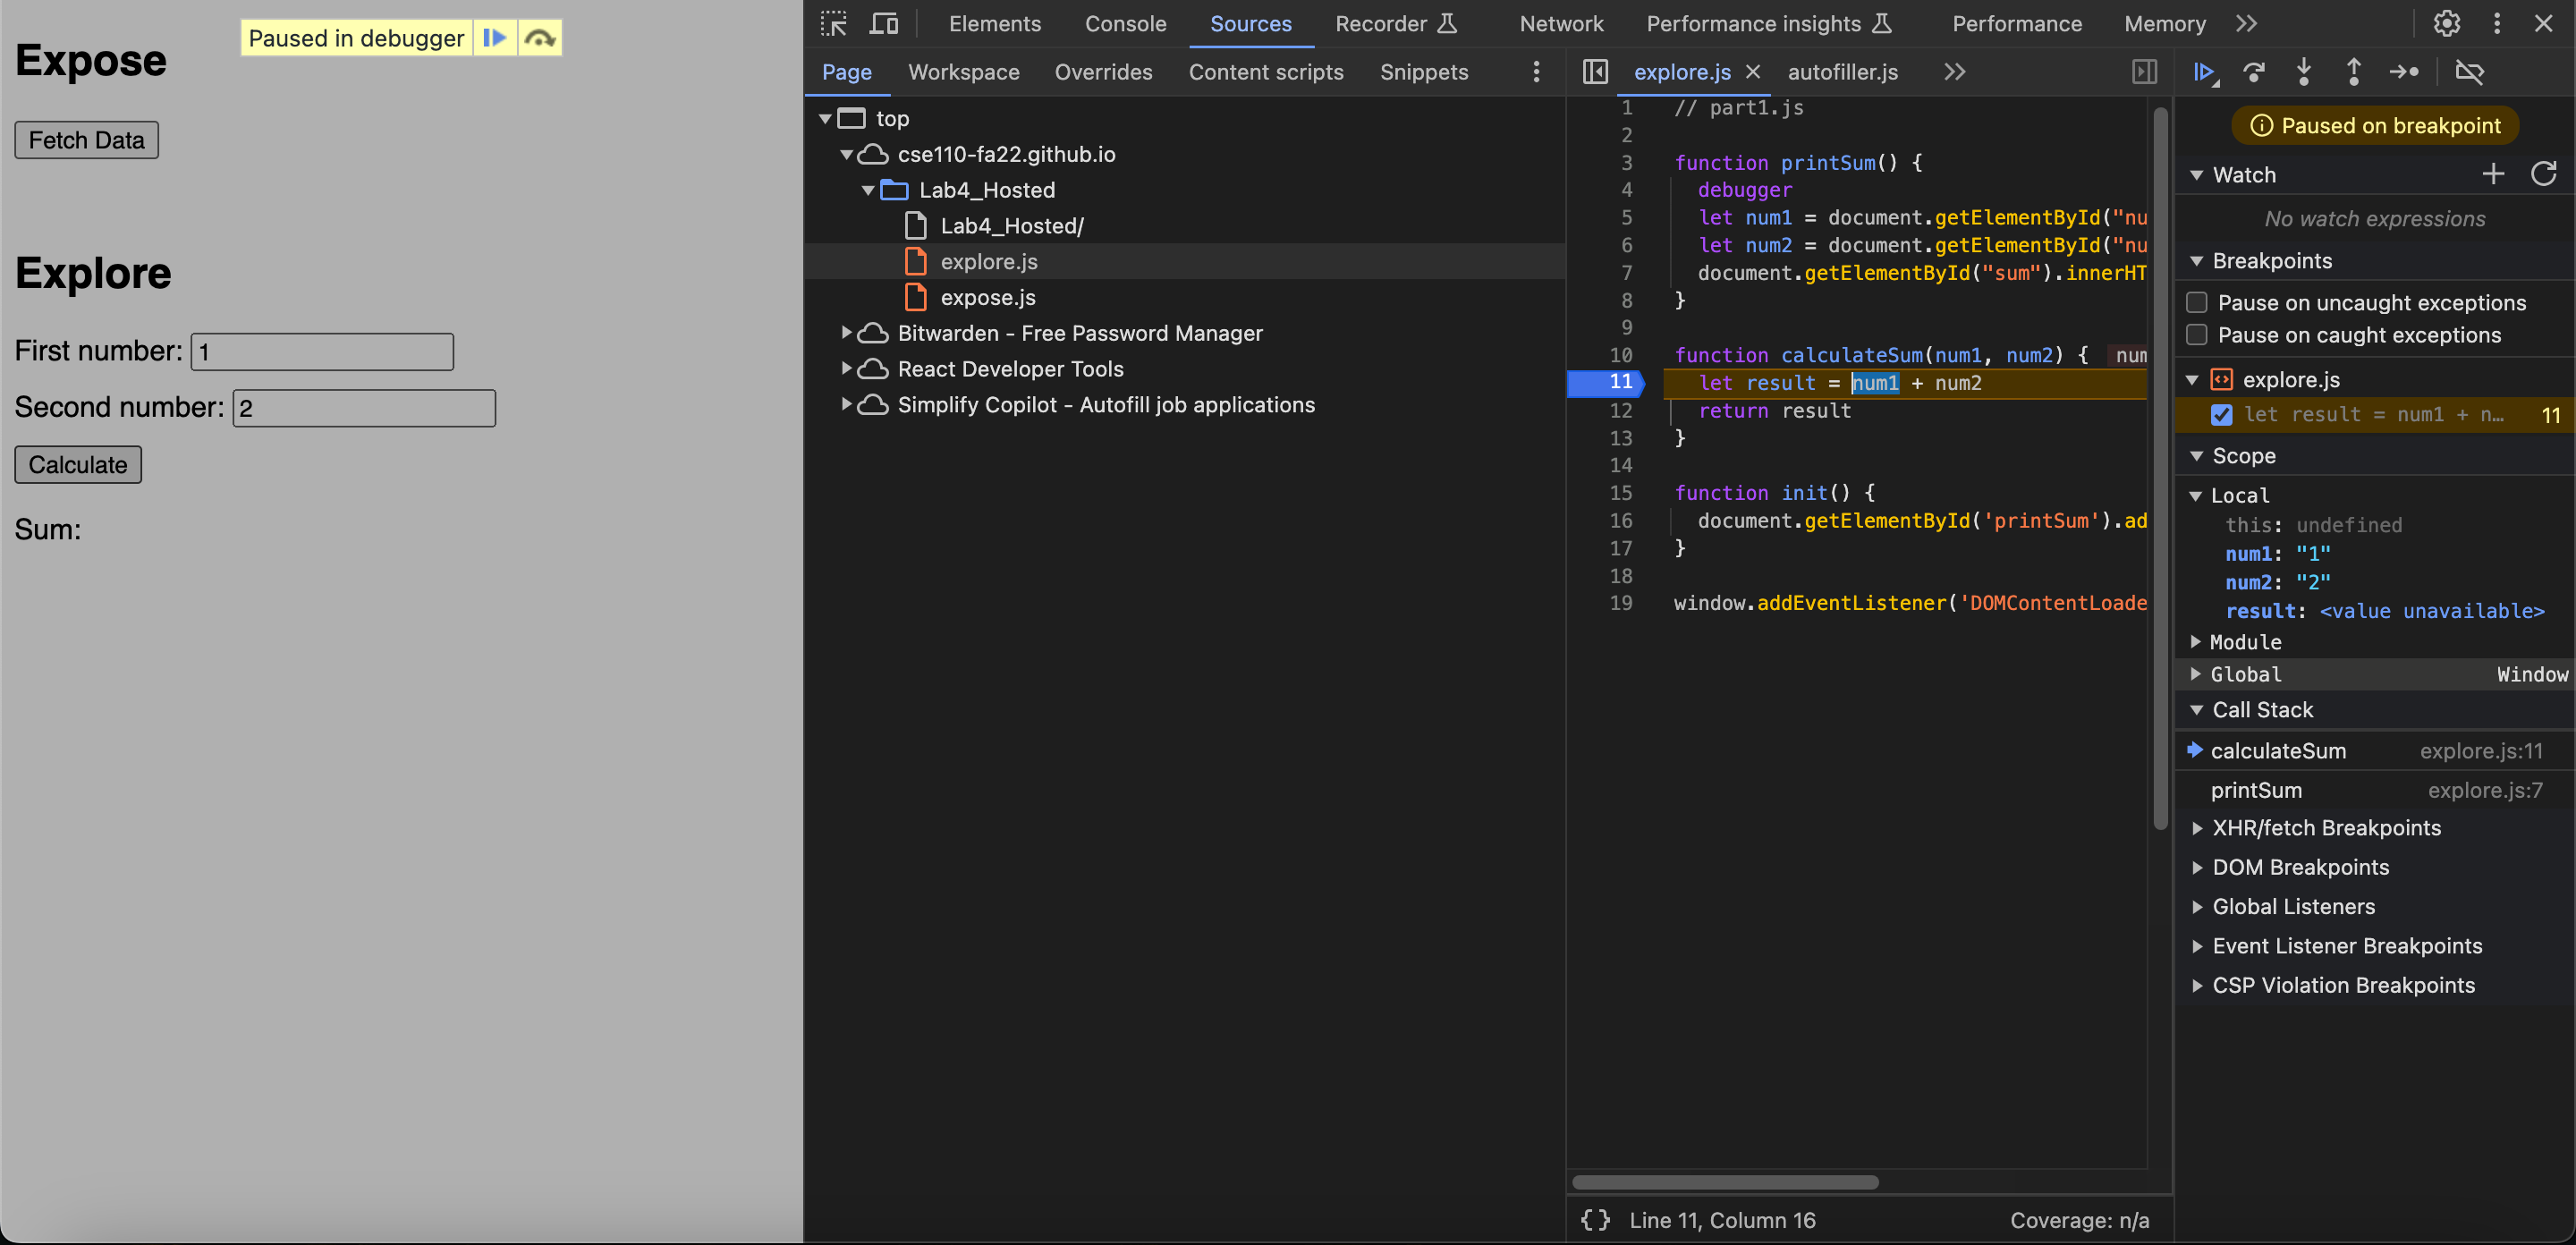 Expose
Paused in debugger
Fetch Data
Explore
First number: 1
Second number: 2
Calculate
Sum:
Elements Console Sources Recorder Network Performance insights Performance Memory
Page Workspace Overrides Content scripts Snippets
top
cse110-fa22.github.io
Lab4_Hosted
Lab4_Hosted/
explore.js
expose.js
Bitwarden - Free Password Manager
React Developer Tools
Simplify Copilot - Autofill job applications
explore.js autofiller.js
1 // part1.js
2
3 function printSum() {
4 debugger
5 let num1 = document.getElementById("nu
6 let num2 = document.getElementById("nu
7 document.getElementById("sum").innerHT
8 }
9
10 function calculateSum(num1, num2) { num
11 let result = num1 + num2
12 return result
13 }
14
15 function init() {
16 document.getElementById('printSum').ad
17 }
18
19 window.addEventListener('DOMContentLoade
{} Line 11, Column 16 Coverage: n/a
Paused on breakpoint
Watch
No watch expressions
Breakpoints
Pause on uncaught exceptions
Pause on caught exceptions
explore.js
let result = num1 + n… 11
Scope
Local
this: undefined
num1: "1"
num2: "2"
result: <value unavailable>
Module
Global Window
Call Stack
calculateSum explore.js:11
printSum explore.js:7
XHR/fetch Breakpoints
DOM Breakpoints
Global Listeners
Event Listener Breakpoints
CSP Violation Breakpoints